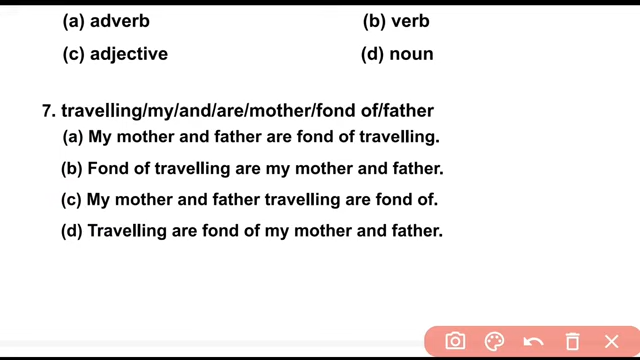 (a) adverb (b) verb
(c) adjective (d) noun
7. travelling/my/and/are/mother/fond of/father
(a) My mother and father are fond of travelling.
(b) Fond of travelling are my mother and father.
(c) My mother and father travelling are fond of.
(d) Travelling are fond of my mother and father.